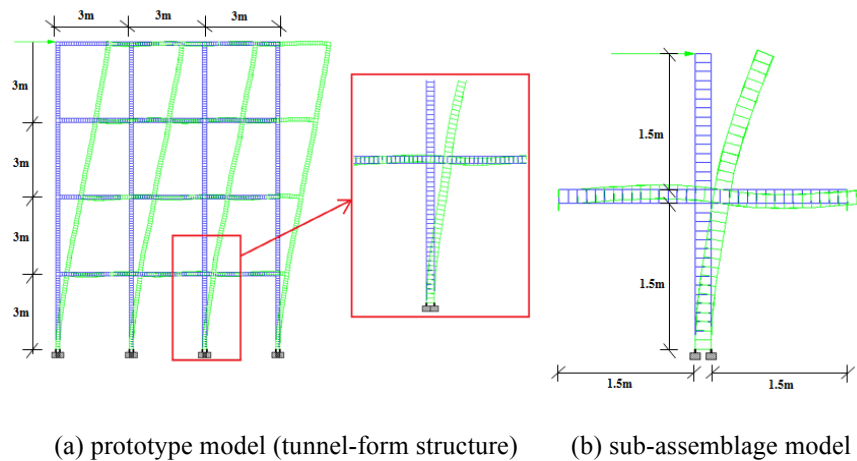 3m 3m 3m
3m
3m
3m
3m
1.5m
1.5m
1.5m 1.5m
(a) prototype model (tunnel-form structure) (b) sub-assemblage model